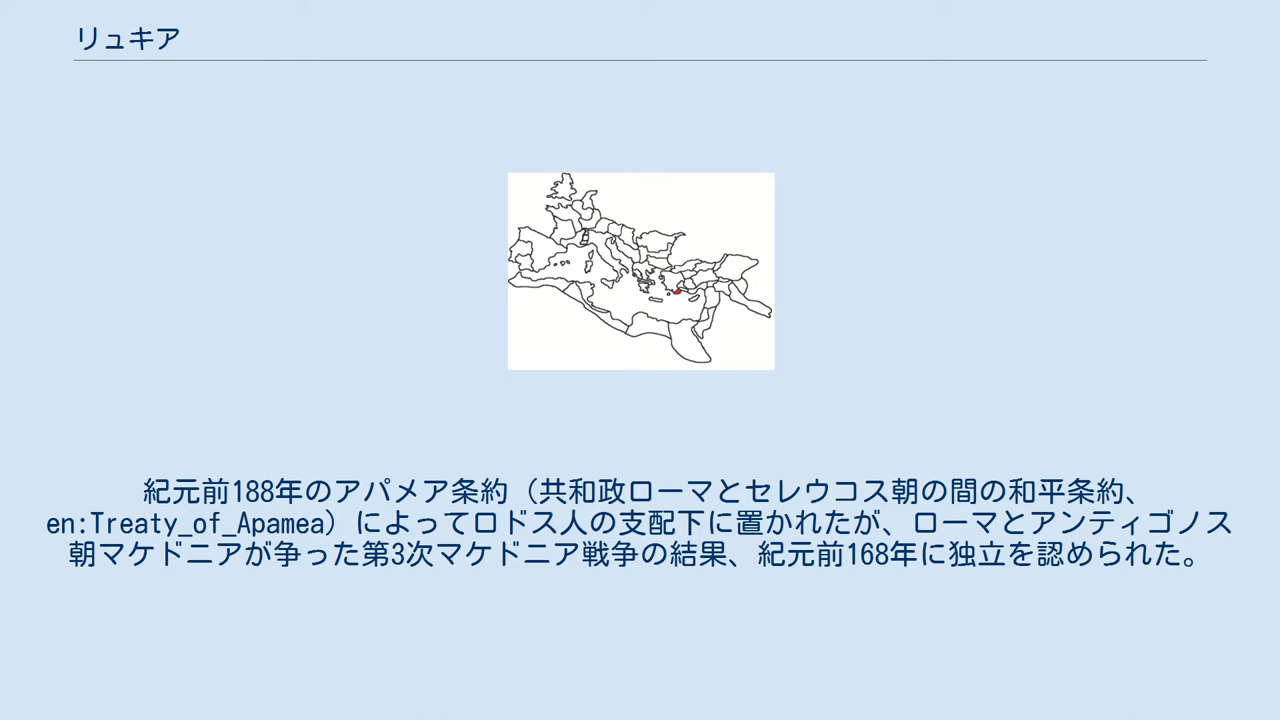 リュキア
紀元前188年のアパメア条約（共和政ローマとセレウコス朝の間の和平条約、
en:Treaty_of_Apamea）によってロドス人の支配下に置かれたが、ローマとアンティゴノス
朝マケドニアが争った第3次マケドニア戦争の結果、紀元前168年に独立を認められた。